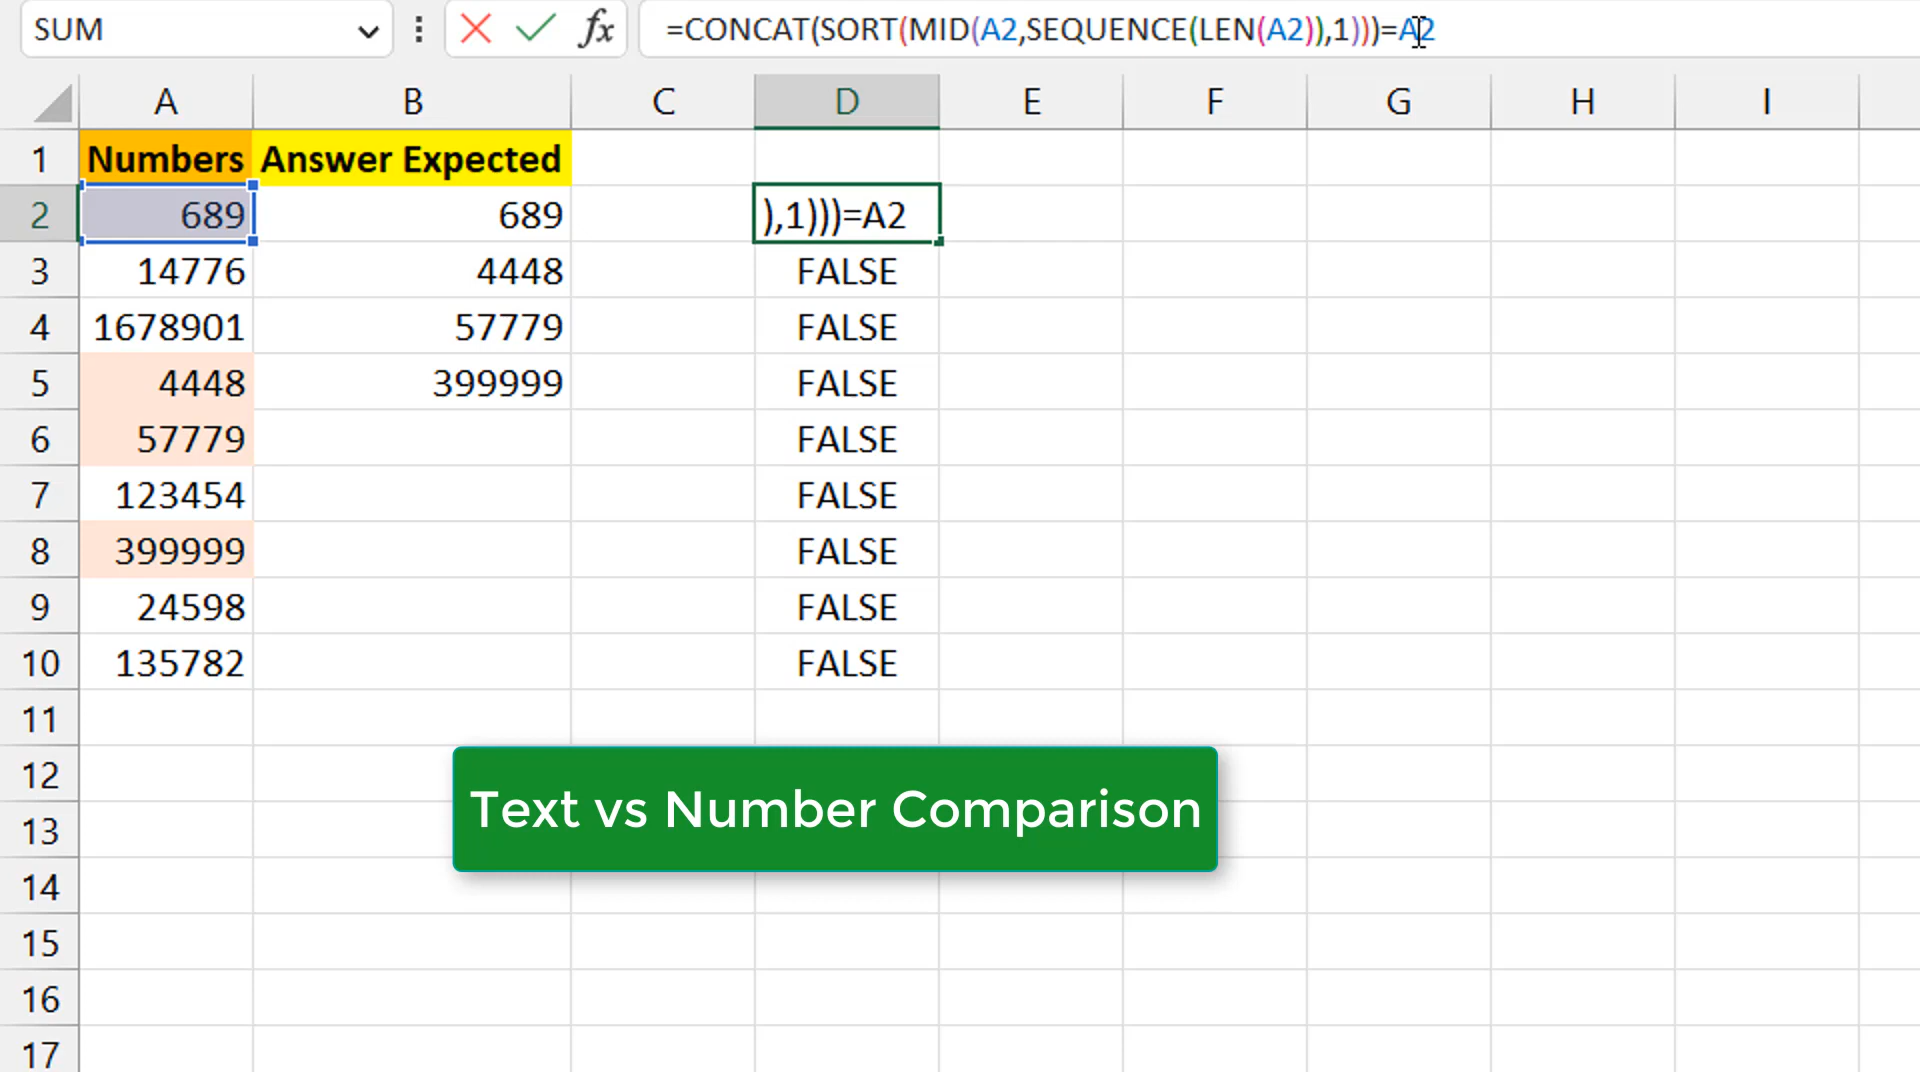 SUM fx =CONCAT(SORT(MID(A2,SEQUENCE(LEN(A2)),1)))=A2
A B C D E F G H I
1 Numbers Answer Expected
2 689 689 ),1)))=A2
3 14776 4448 FALSE
4 1678901 57779 FALSE
5 4448 399999 FALSE
6 57779 FALSE
7 123454 FALSE
8 399999 FALSE
9 24598 FALSE
10 135782 FALSE
11
12
Text vs Number Comparison
13
14
15
16
17